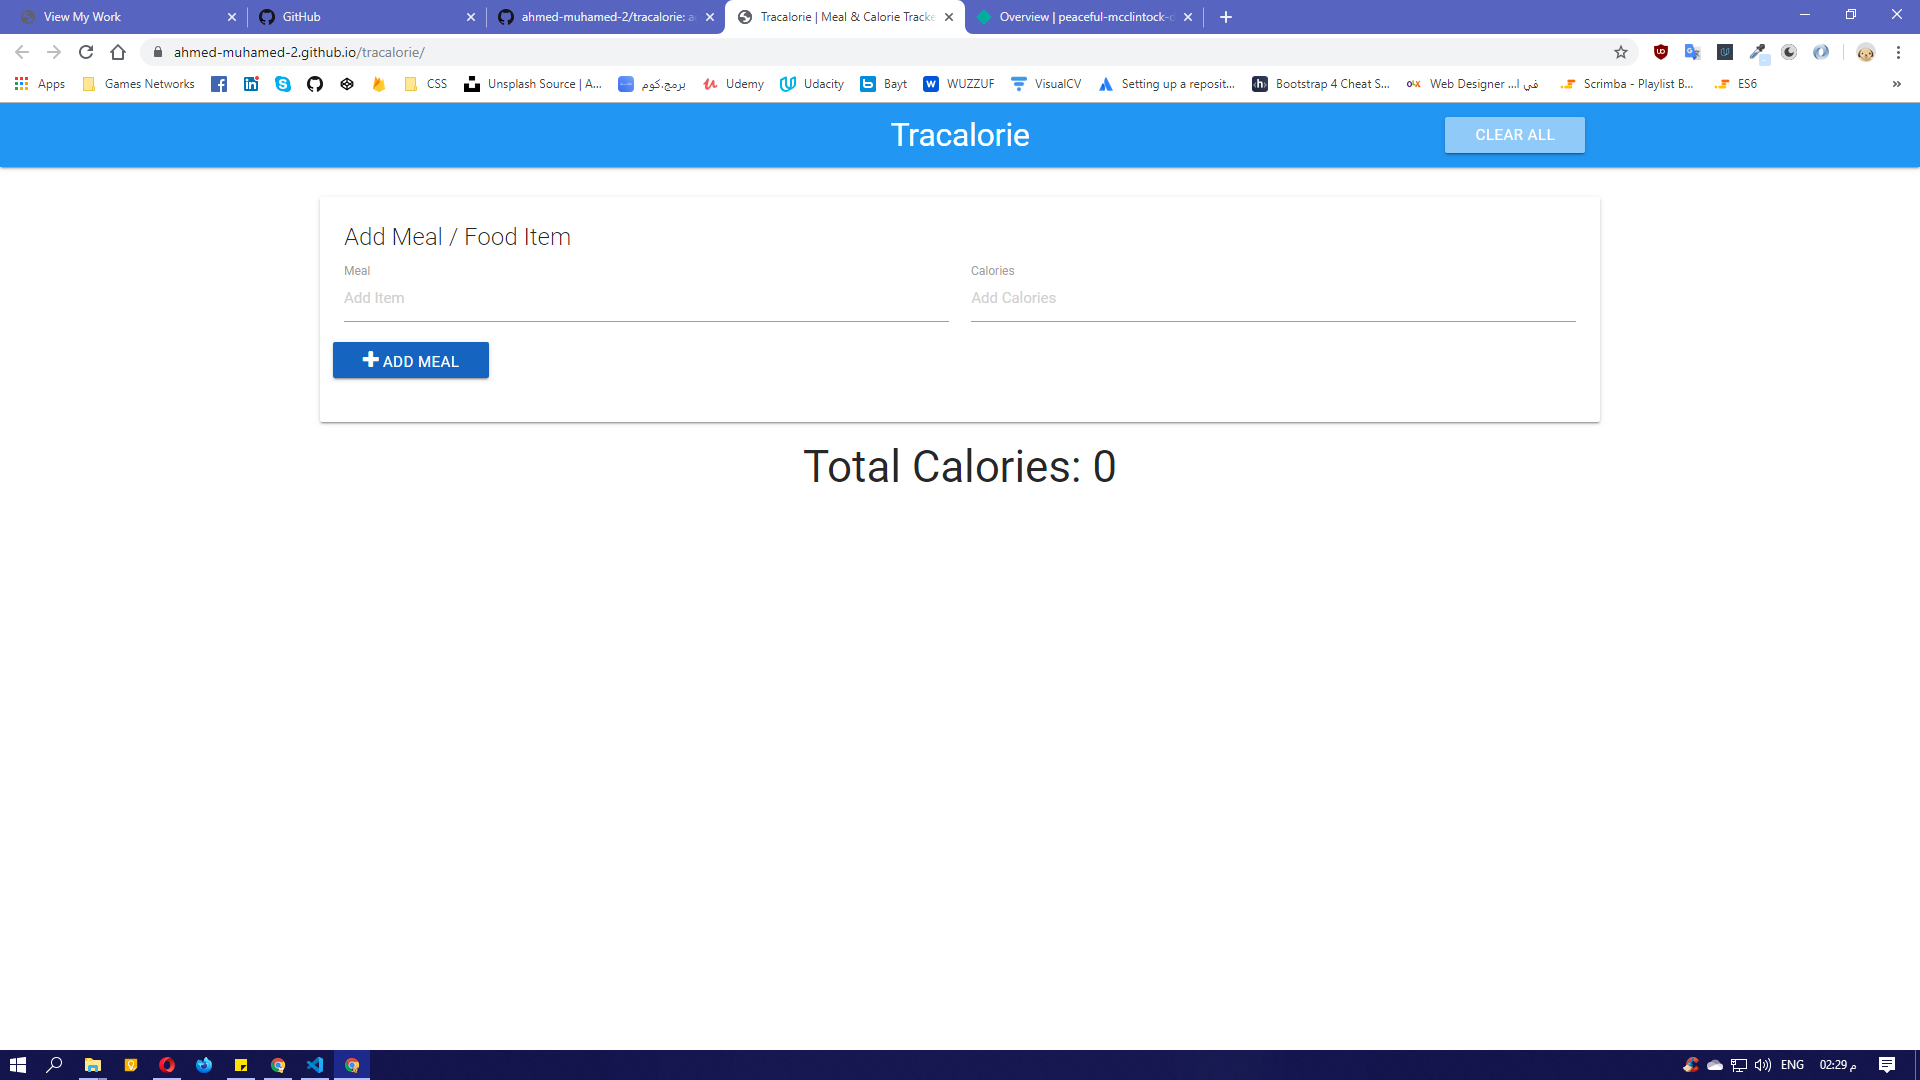 View My Work
GitHub
ahmed-muhamed-2/tracalorie:
Tracalorie | Meal & Calorie Tracke
Overview | peaceful-mcclintock-
ahmed-muhamed-2.github.io/tracalorie/
Apps
Games Networks
CSS
Unsplash Source | A...
برمج.كوم
Udemy
Udacity
Bayt
WUZZUF
VisualCV
Setting up a reposit...
Bootstrap 4 Cheat S...
Web Designer في ا...
Scrimba - Playlist B...
ES6
Tracalorie
CLEAR ALL
Add Meal / Food Item
Meal
Calories
Add Item
Add Calories
ADD MEAL
Total Calories: 0
ENG
02:29 م